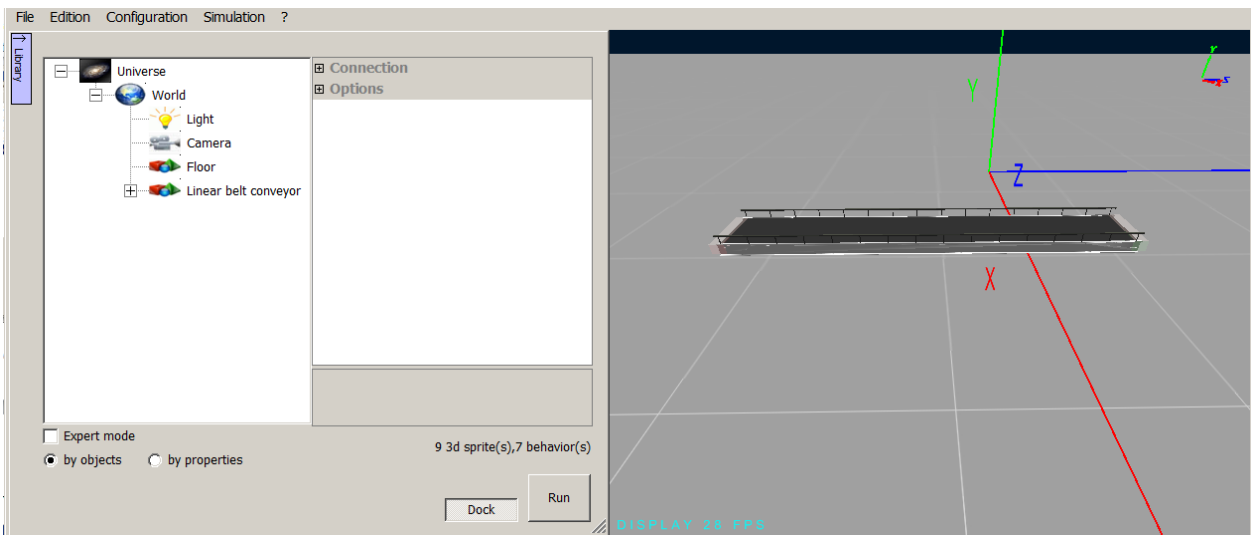 File Edition Configuration Simulation ?
Library
Universe
World
Light
Camera
Floor
Linear belt conveyor
Connection
Options
Expert mode
by objects by properties
9 3d sprite(s),7 behavior(s)
Dock
Run
Y
Z
X
Y
DISPLAY 25 FPS